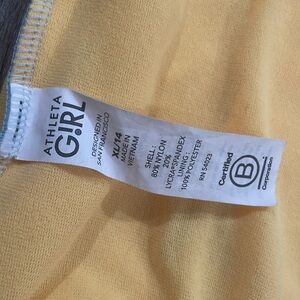 ATHLETA
GiRL
DESIGNED IN
SAN FRANCISCO
XL/14
MADE IN
VIETNAM
SHELL:
80% NYLON
20%
LYCRA®SPANDEX
LINING:
100% POLYESTER
RN 54023
Certified
B
Corporation